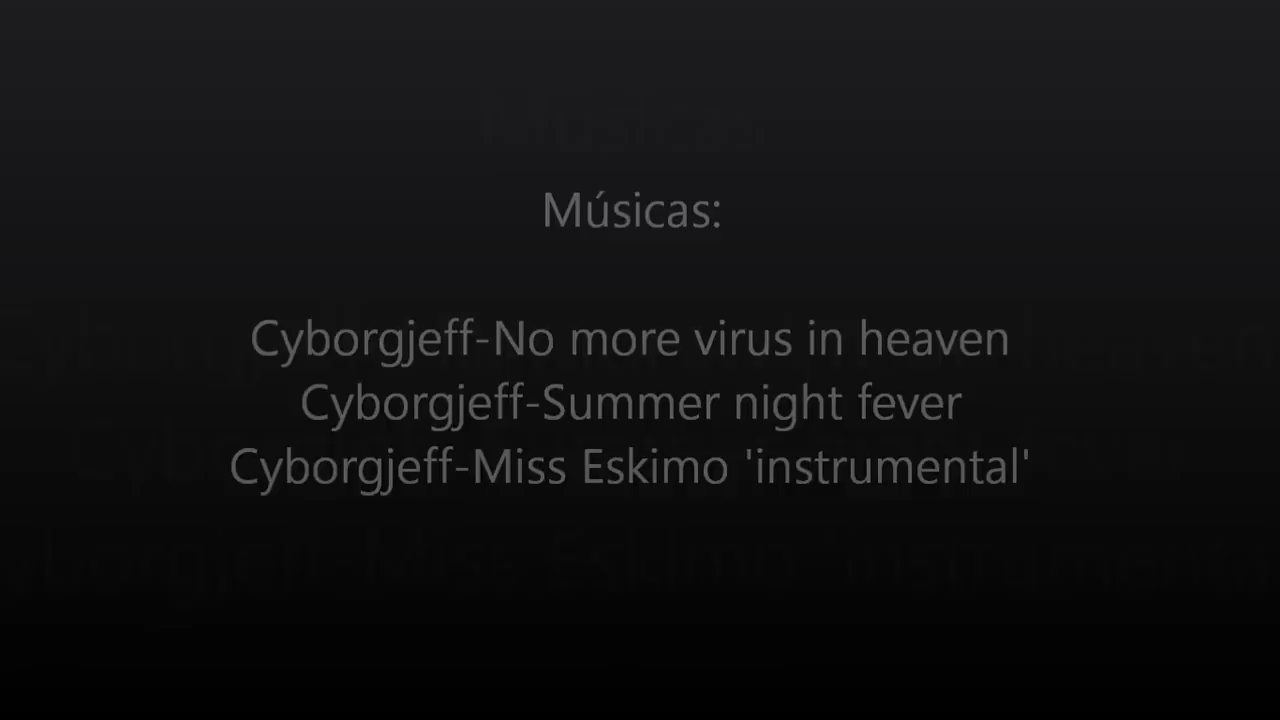 Músicas:
Cyborgjeff-No more virus in heaven
Cyborgjeff-Summer night fever
Cyborgjeff-Miss Eskimo 'instrumental'